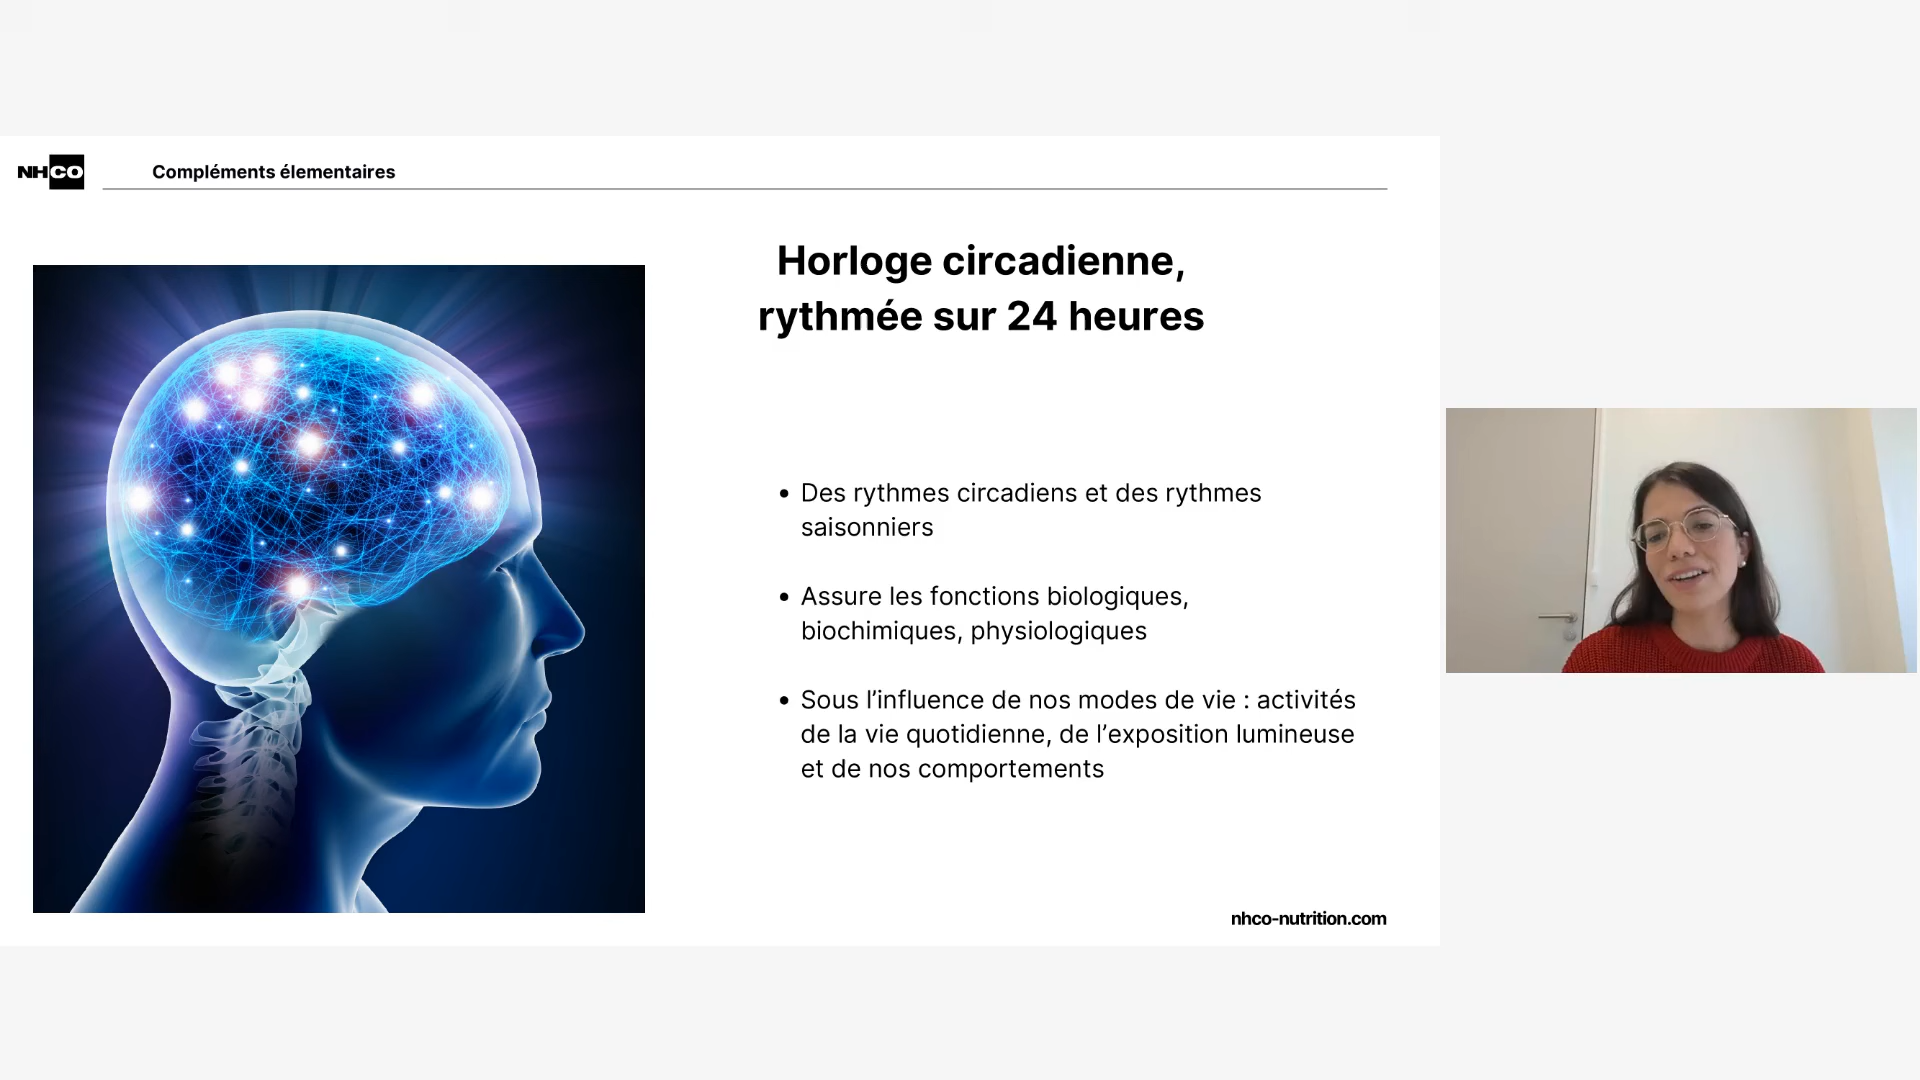 NHCO
Compléments élementaires
Horloge circadienne,
rythmée sur 24 heures
• Des rythmes circadiens et des rythmes
saisonniers
• Assure les fonctions biologiques,
biochimiques, physiologiques
• Sous l’influence de nos modes de vie : activités
de la vie quotidienne, de l’exposition lumineuse
et de nos comportements
nhco-nutrition.com